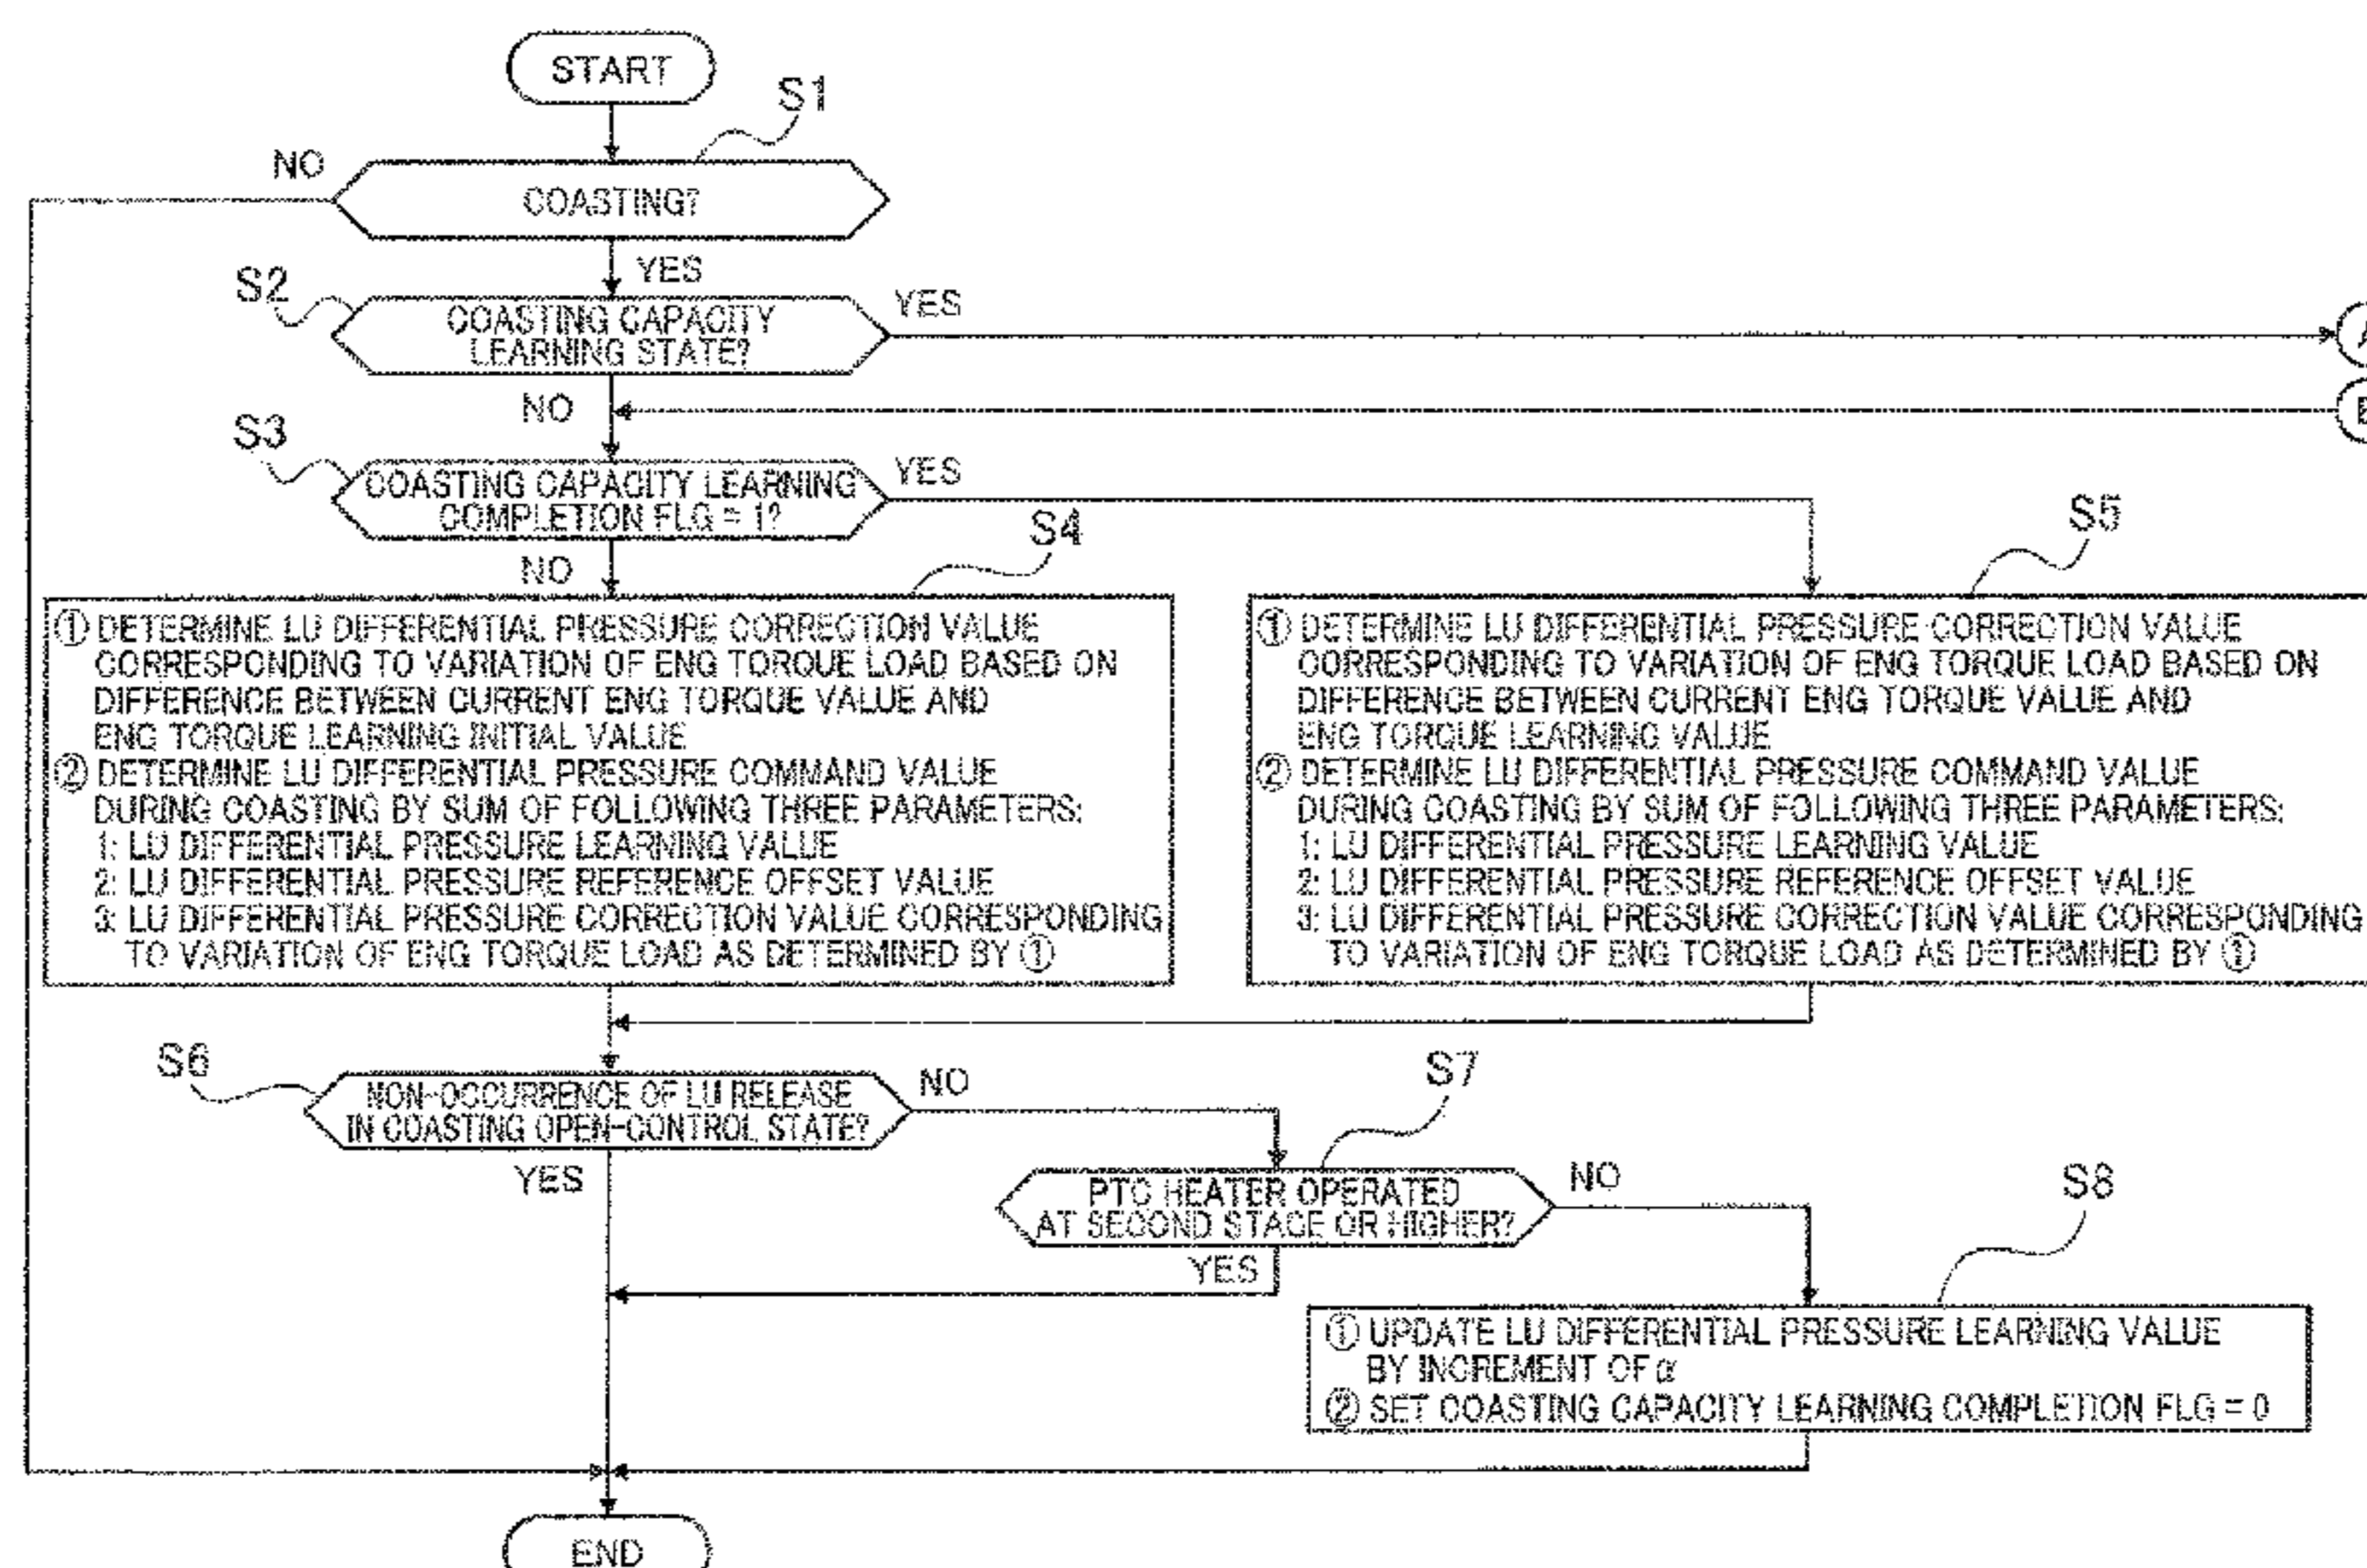 START
S1
NO
COASTING?
YES
S2
COASTING CAPACITY
LEARNING STATE?
YES
A
NO
B
S3
COASTING CAPACITY LEARNING
COMPLETION FLG = 1?
YES
NO
S4
S5
① DETERMINE LU DIFFERENTIAL PRESSURE CORRECTION VALUE
CORRESPONDING TO VARIATION OF ENG TORQUE LOAD BASED ON
DIFFERENCE BETWEEN CURRENT ENG TORQUE VALUE AND
ENG TORQUE LEARNING INITIAL VALUE
② DETERMINE LU DIFFERENTIAL PRESSURE COMMAND VALUE
DURING COASTING BY SUM OF FOLLOWING THREE PARAMETERS:
1: LU DIFFERENTIAL PRESSURE LEARNING VALUE
2: LU DIFFERENTIAL PRESSURE REFERENCE OFFSET VALUE
3: LU DIFFERENTIAL PRESSURE CORRECTION VALUE CORRESPONDING
TO VARIATION OF ENG TORQUE LOAD AS DETERMINED BY ①
① DETERMINE LU DIFFERENTIAL PRESSURE CORRECTION VALUE
CORRESPONDING TO VARIATION OF ENG TORQUE LOAD BASED ON
DIFFERENCE BETWEEN CURRENT ENG TORQUE VALUE AND
ENG TORQUE LEARNING VALUE
② DETERMINE LU DIFFERENTIAL PRESSURE COMMAND VALUE
DURING COASTING BY SUM OF FOLLOWING THREE PARAMETERS:
1: LU DIFFERENTIAL PRESSURE LEARNING VALUE
2: LU DIFFERENTIAL PRESSURE REFERENCE OFFSET VALUE
3: LU DIFFERENTIAL PRESSURE CORRECTION VALUE CORRESPONDING
TO VARIATION OF ENG TORQUE LOAD AS DETERMINED BY ①
S6
NON-OCCURRENCE OF LU RELEASE
IN COASTING OPEN-CONTROL STATE?
NO
YES
S7
PTC HEATER OPERATED
AT SECOND STAGE OR HIGHER?
NO
YES
S8
① UPDATE LU DIFFERENTIAL PRESSURE LEARNING VALUE
BY INCREMENT OF α
② SET COASTING CAPACITY LEARNING COMPLETION FLG = 0
END